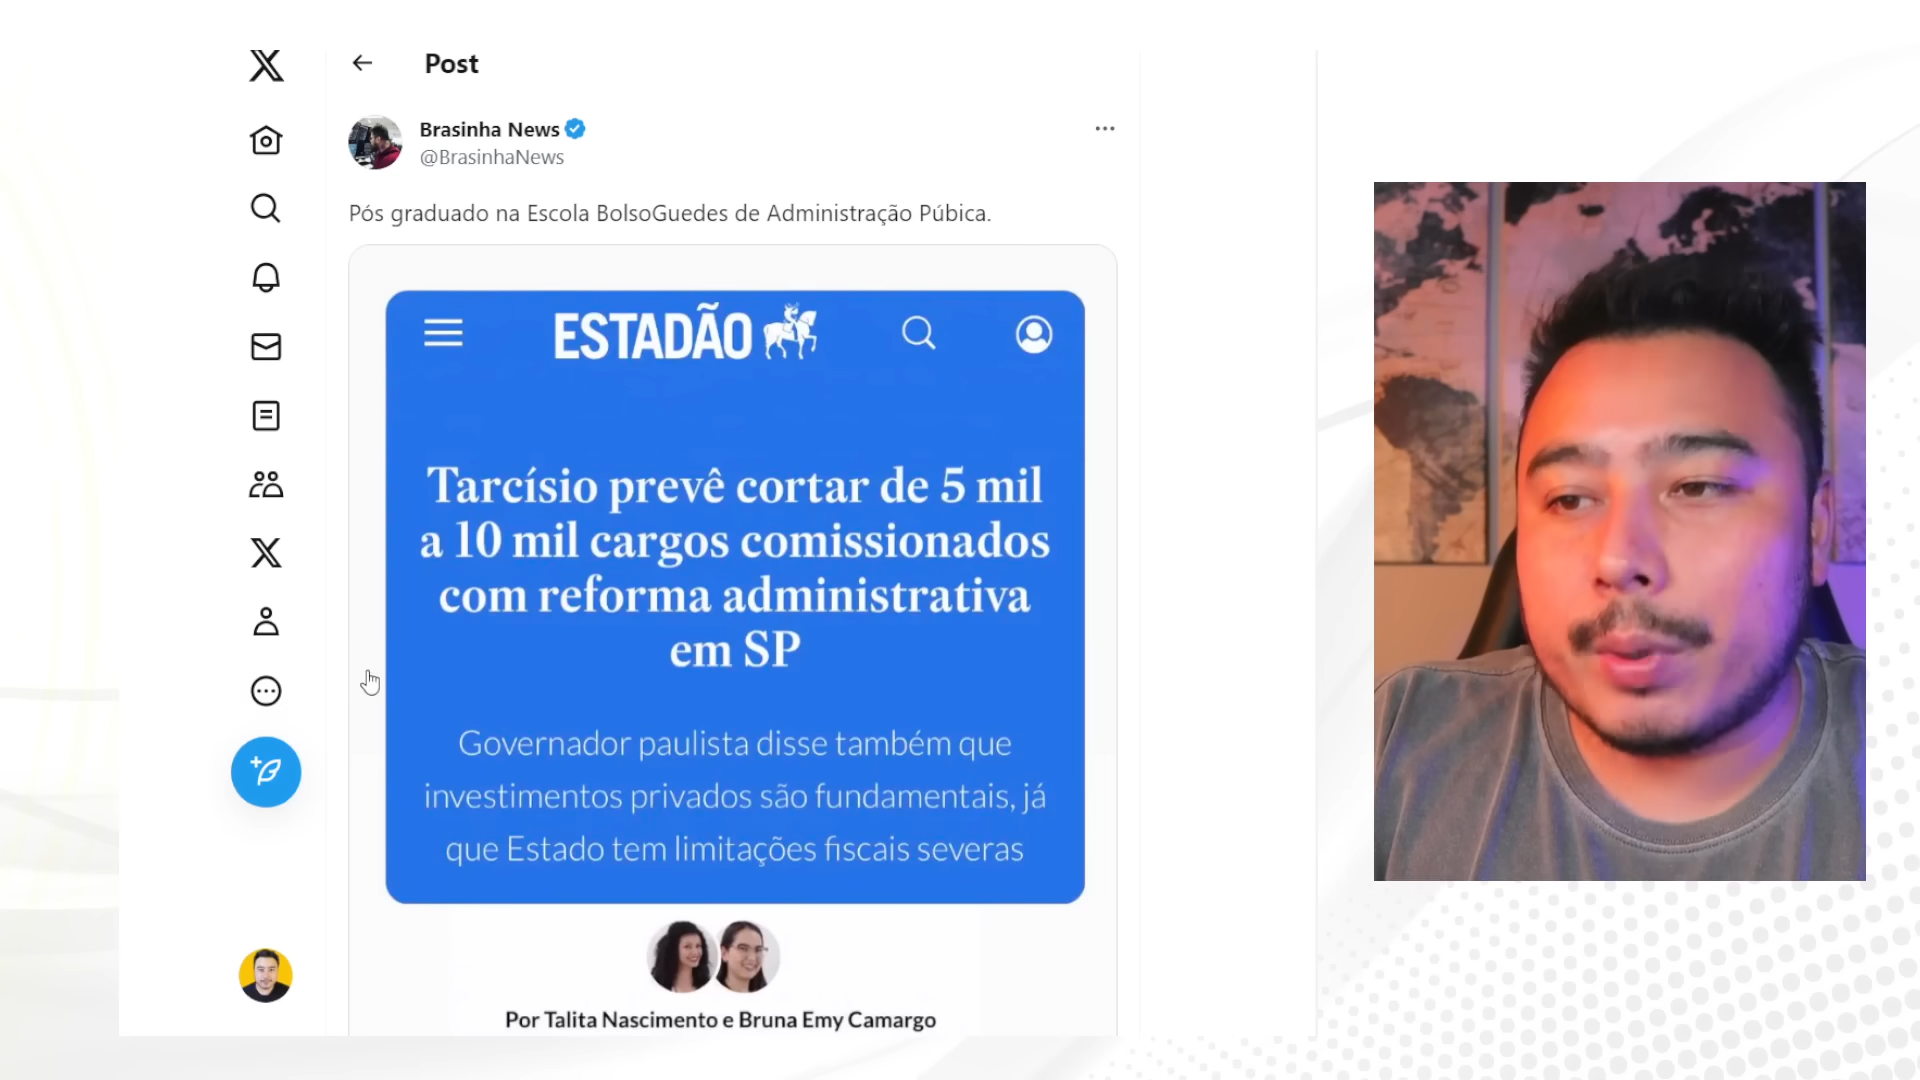 Post
Brasinha News
@BrasinhaNews
Pós graduado na Escola BolsoGuedes de Administração Púbica.
ESTADÃO
Tarcísio prevê cortar de 5 mil
a 10 mil cargos comissionados
com reforma administrativa
em SP
Governador paulista disse também que
investimentos privados são fundamentais, já
que Estado tem limitações fiscais severas
Por Talita Nascimento e Bruna Emy Camargo